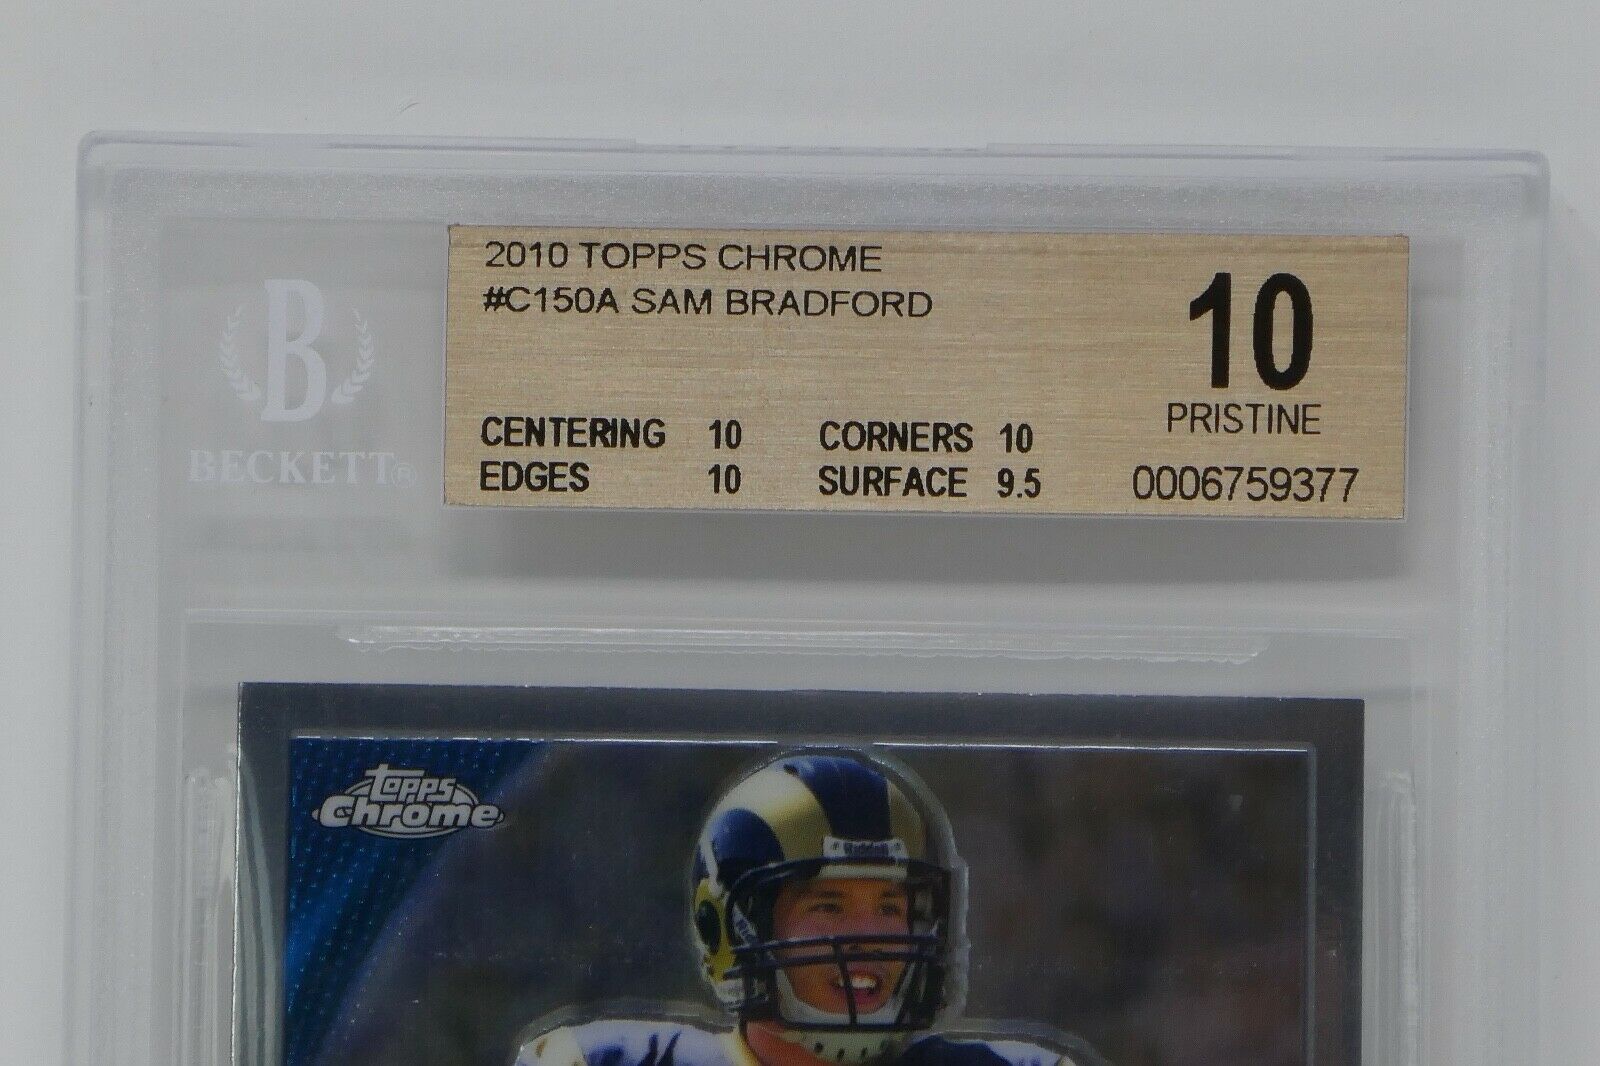 2010 TOPPS CHROME
#C150A SAM BRADFORD
10
PRISTINE
CENTERING 10 CORNERS 10
EDGES 10 SURFACE 9.5
0006759377
B
BECKETT®
Topps
Chrome
Riddell